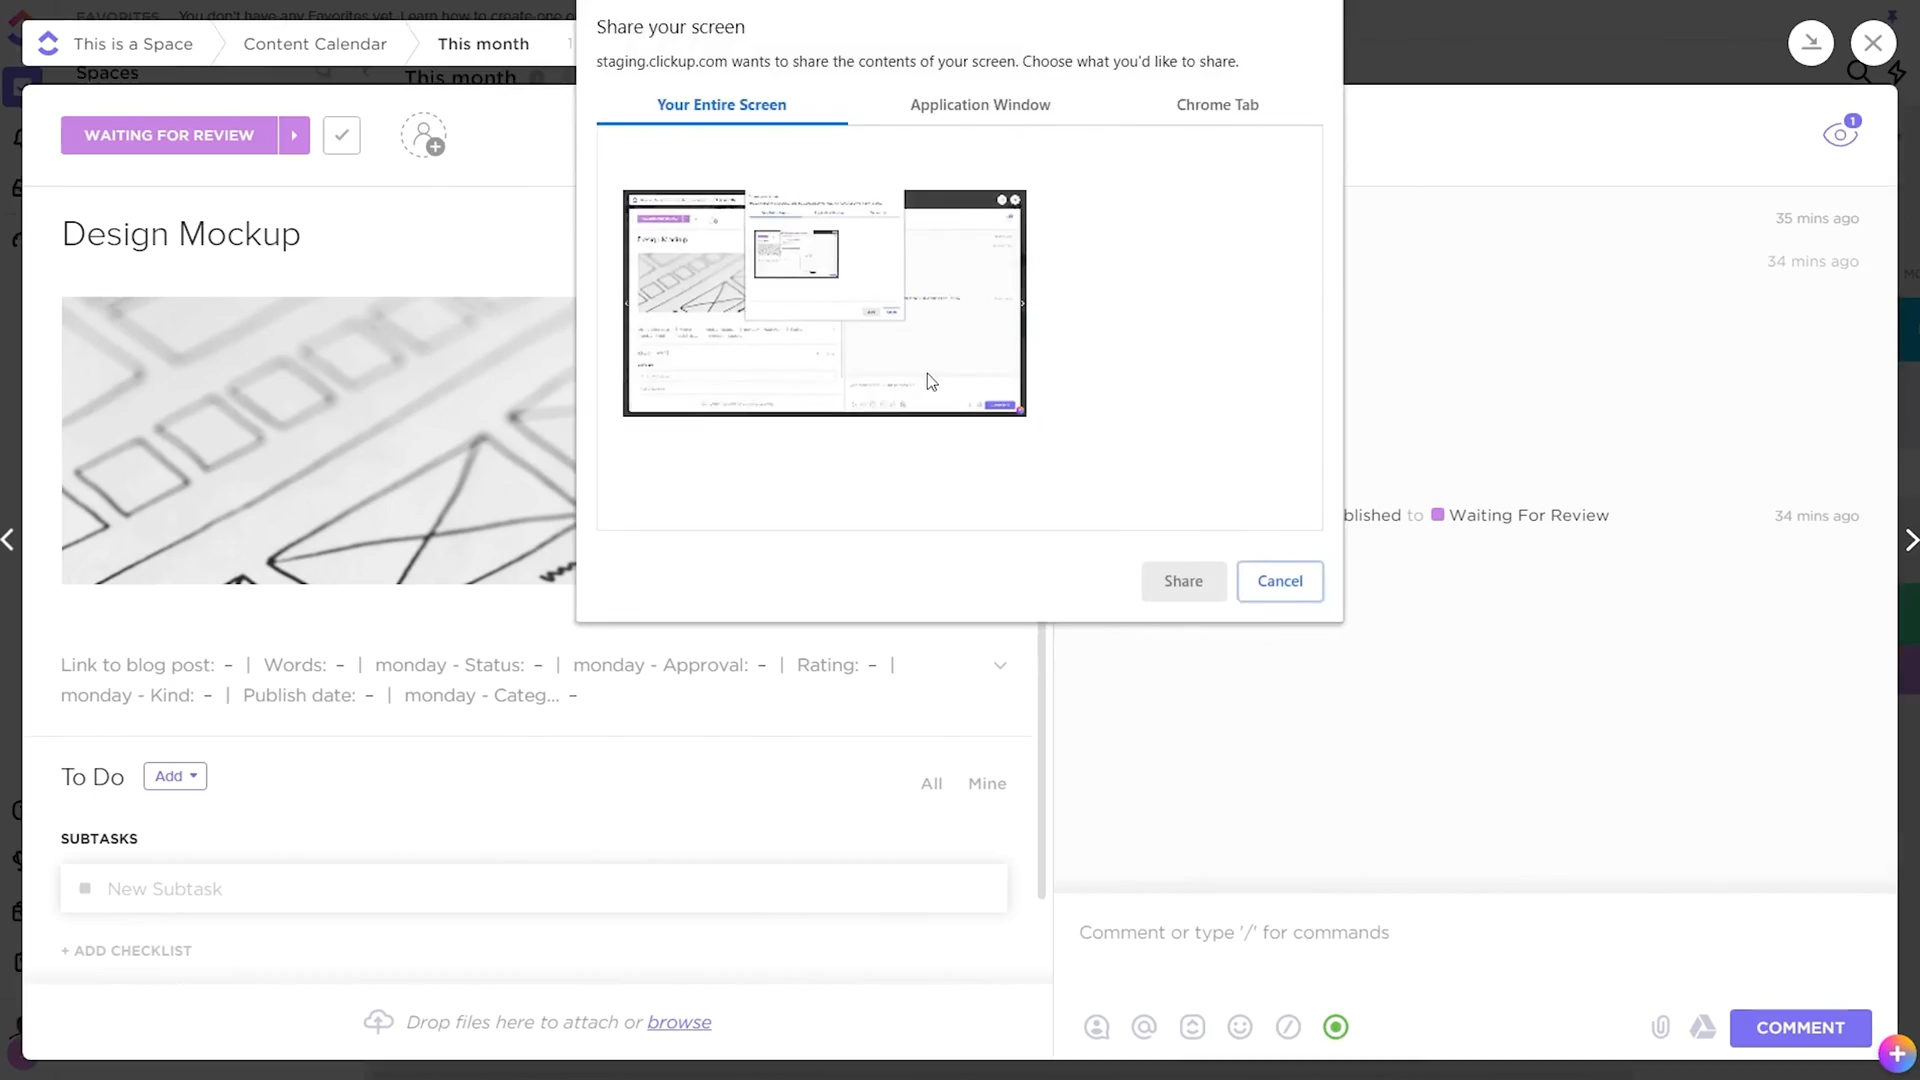 FAVORITES You don't have any Favorites yet. Learn how to create one
This is a Space
Content Calendar
This month
Spaces
This month
Share your screen
staging.clickup.com wants to share the contents of your screen. Choose what you'd like to share.
Your Entire Screen
Application Window
Chrome Tab
WAITING FOR REVIEW
1
Design Mockup
35 mins ago
34 mins ago
Design Mockup
blished to Waiting For Review
34 mins ago
Share
Cancel
Link to blog post: – | Words: – | monday - Status: – | monday - Approval: – | Rating: – |
monday - Kind: – | Publish date: – | monday - Categ... –
To Do
Add
All
Mine
SUBTASKS
New Subtask
+ ADD CHECKLIST
Comment or type '/' for commands
Drop files here to attach or browse
COMMENT